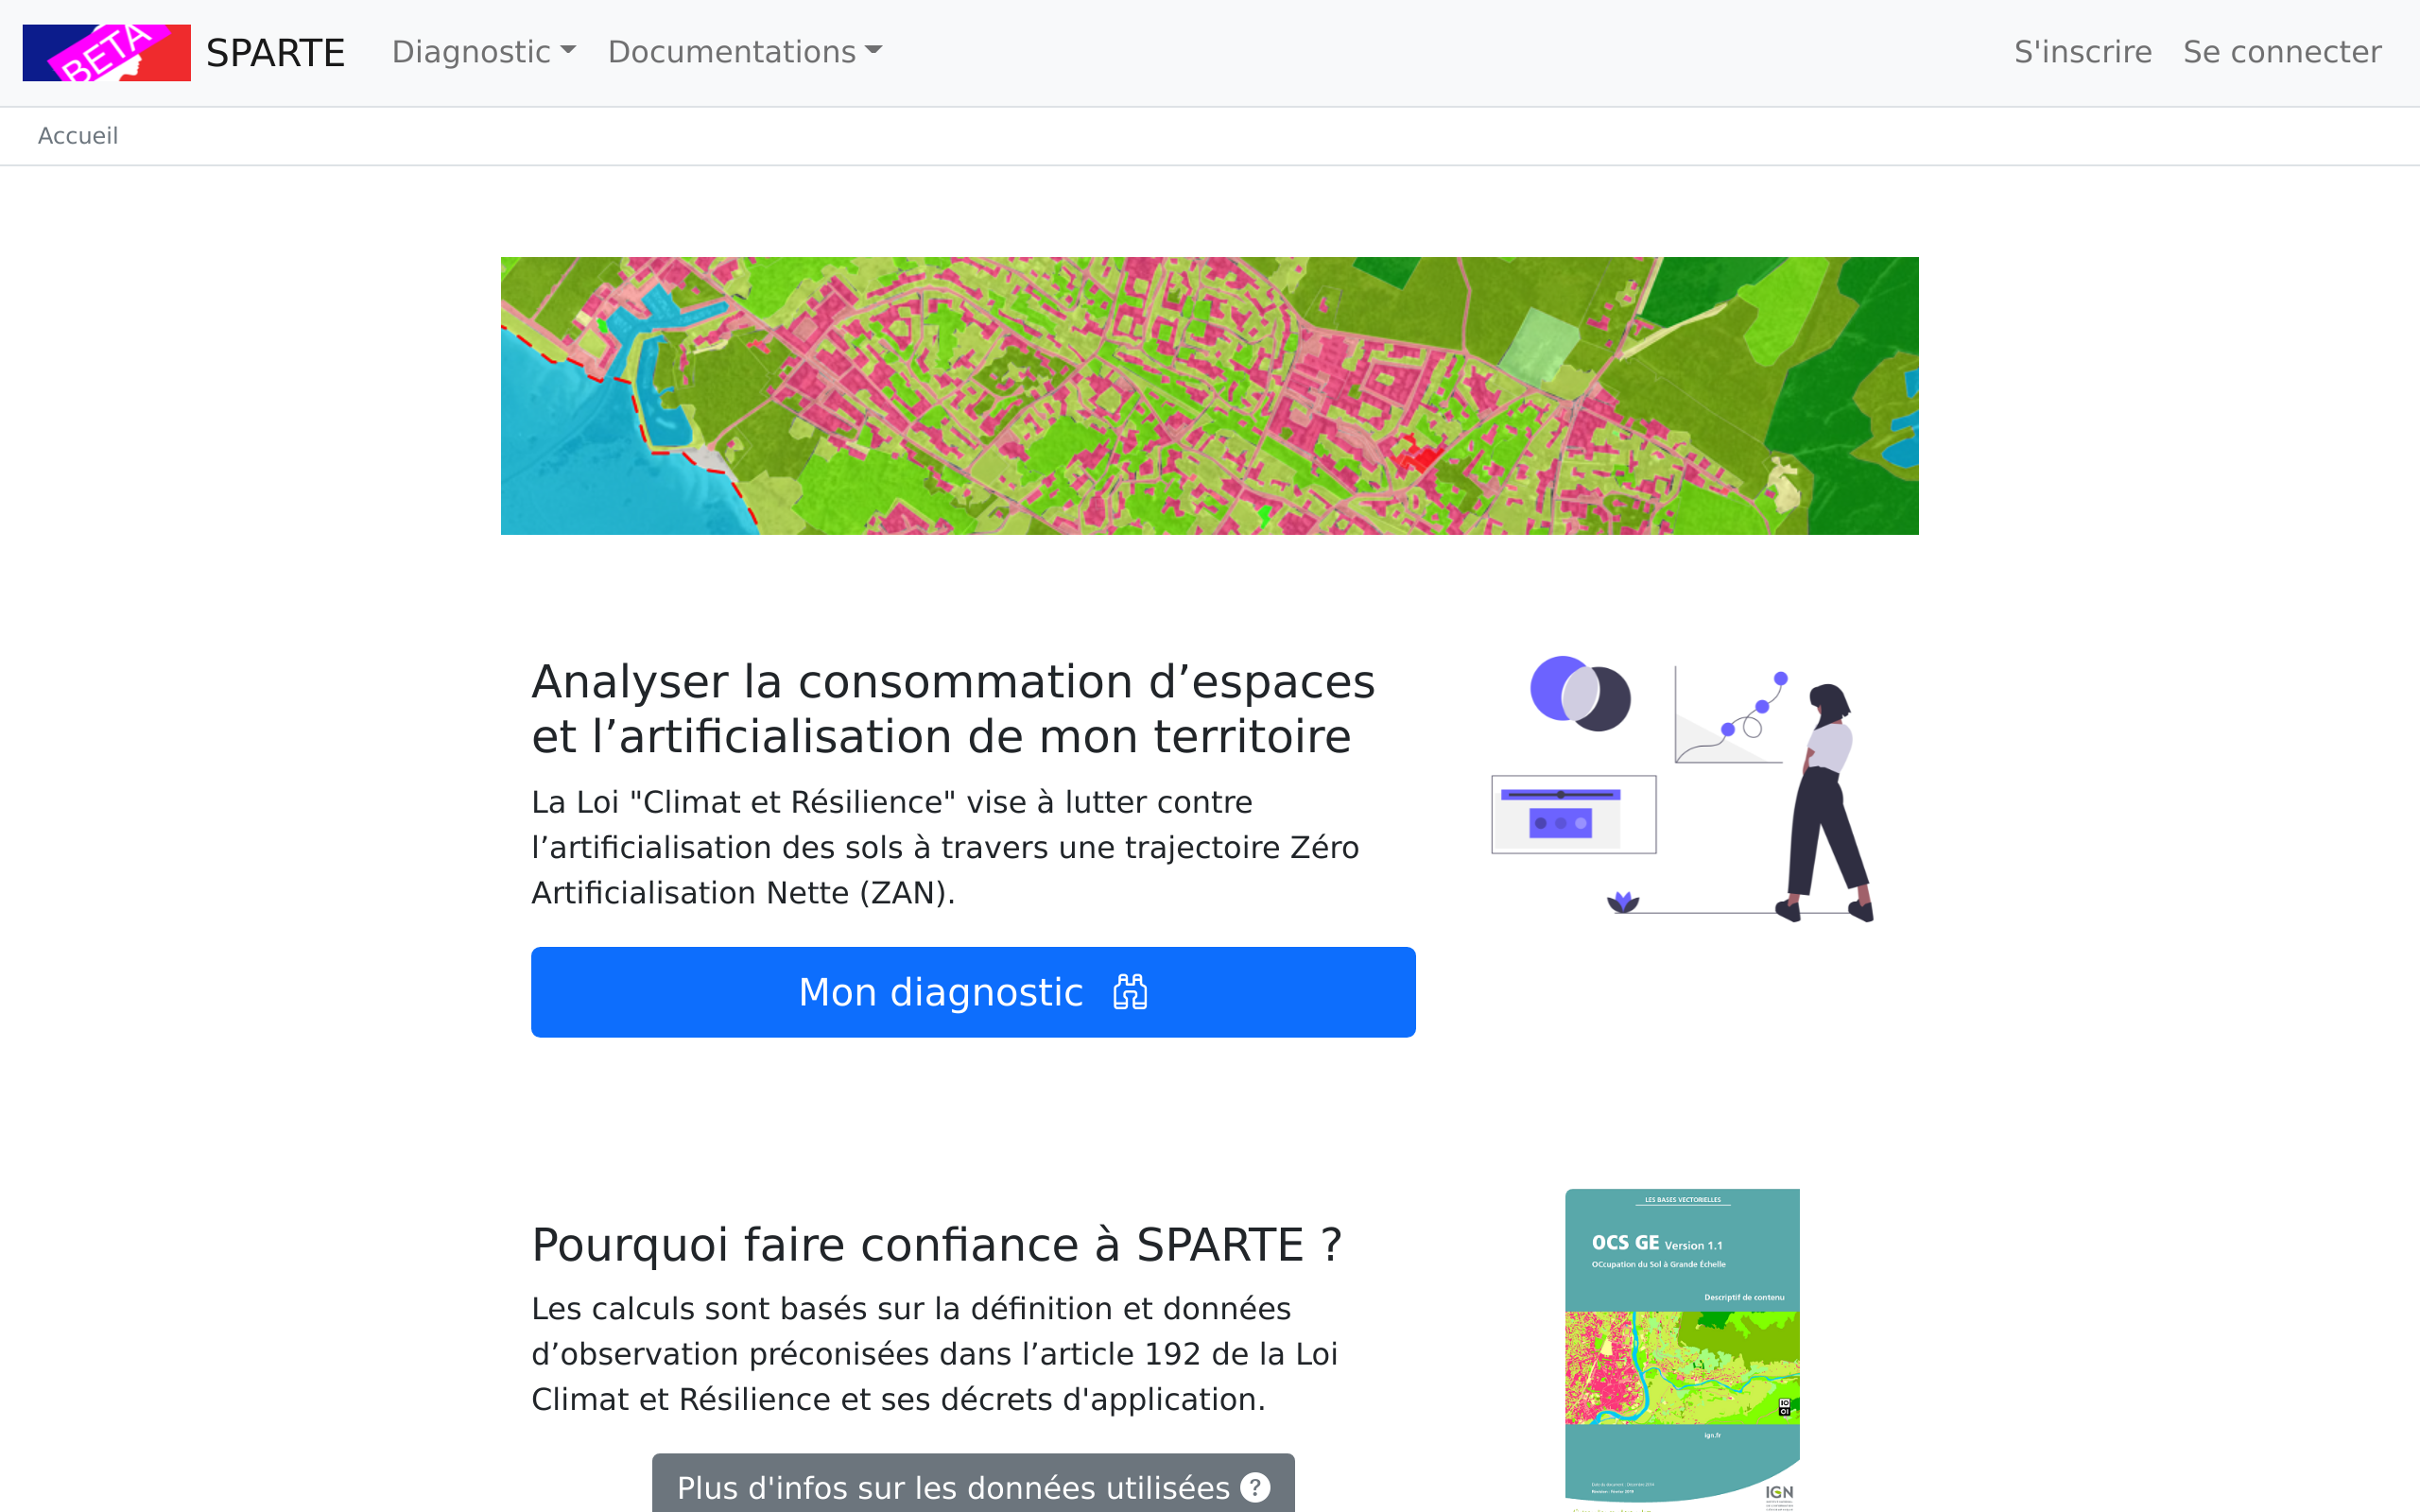 BETA
SPARTE
Diagnostic
Documentations
S'inscrire
Se connecter
Accueil
Analyser la consommation d’espaces
et l’artificialisation de mon territoire
La Loi "Climat et Résilience" vise à lutter contre
l’artificialisation des sols à travers une trajectoire Zéro
Artificialisation Nette (ZAN).
Mon diagnostic
Pourquoi faire confiance à SPARTE ?
Les calculs sont basés sur la définition et données
d’observation préconisées dans l’article 192 de la Loi
Climat et Résilience et ses décrets d'application.
Plus d'infos sur les données utilisées ?
LES BASES VECTORIELLES
OCS GE Version 1.1
OCcupation du Sol à Grande Échelle
Descriptif de contenu
ign.fr
IGN